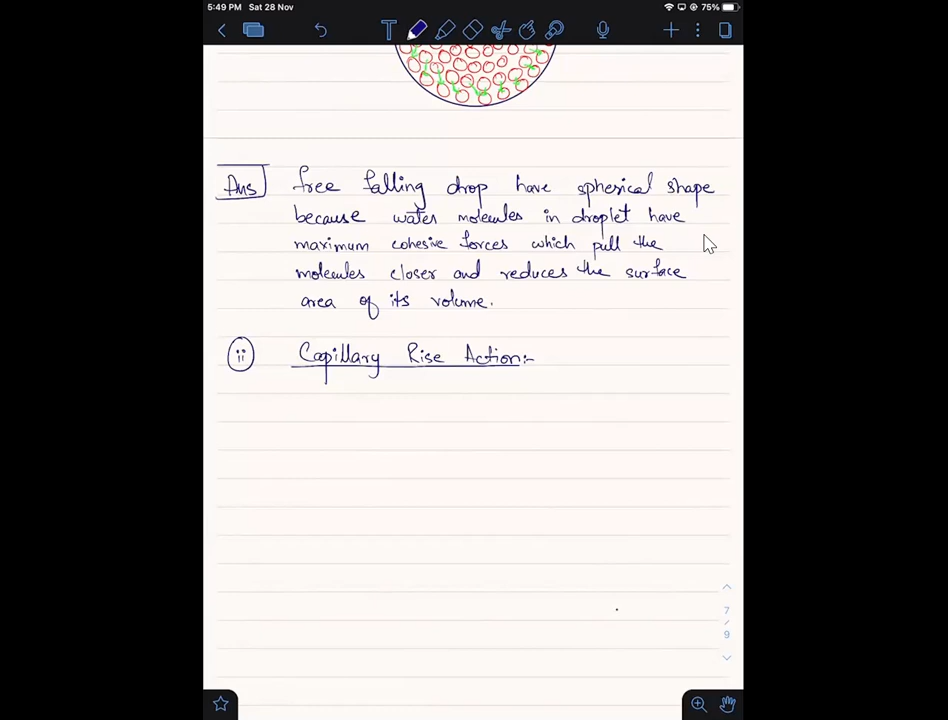 5:49 PM Sat 28 Nov
75%
Ans free falling drop have spherical shape
because water molecules in droplet have
maximum cohesive forces which pull the
molecules closer and reduces the surface
area of its volume.
ii Capillary Rise Action:-
7
/
9